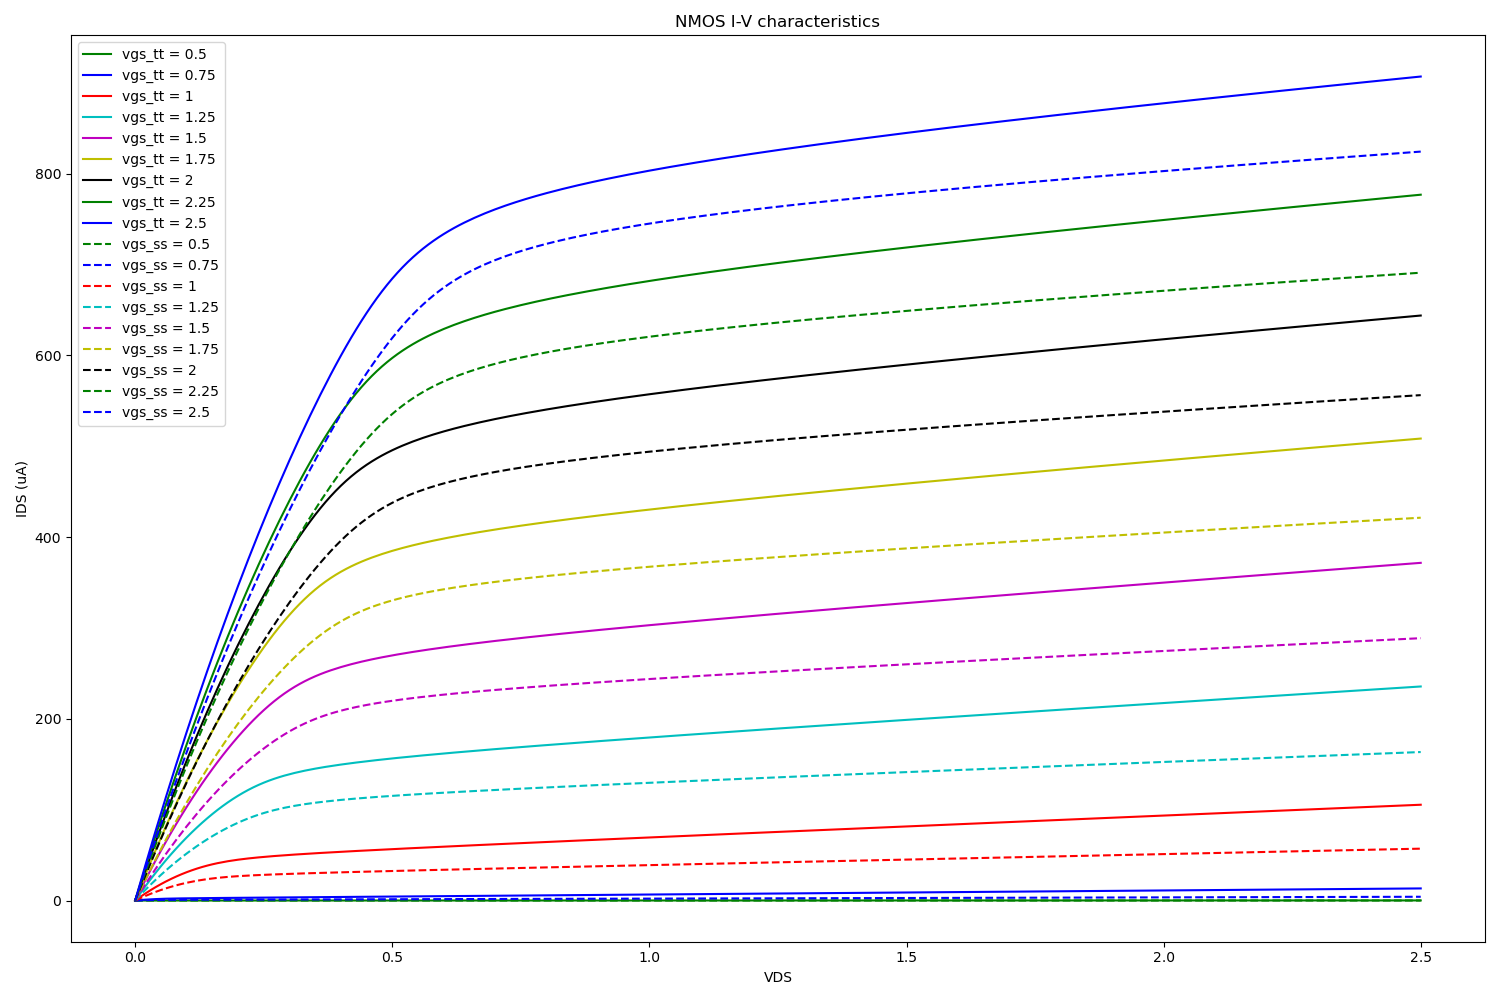 NMOS I-V characteristics
vgs_tt = 0.5
vgs_tt = 0.75
vgs_tt = 1
vgs_tt = 1.25
vgs_tt = 1.5
vgs_tt = 1.75
vgs_tt = 2
vgs_tt = 2.25
vgs_tt = 2.5
vgs_ss = 0.5
vgs_ss = 0.75
vgs_ss = 1
vgs_ss = 1.25
vgs_ss = 1.5
vgs_ss = 1.75
vgs_ss = 2
vgs_ss = 2.25
vgs_ss = 2.5
800
600
400
200
0
IDS (uA)
0.0 0.5 1.0 1.5 2.0 2.5
VDS